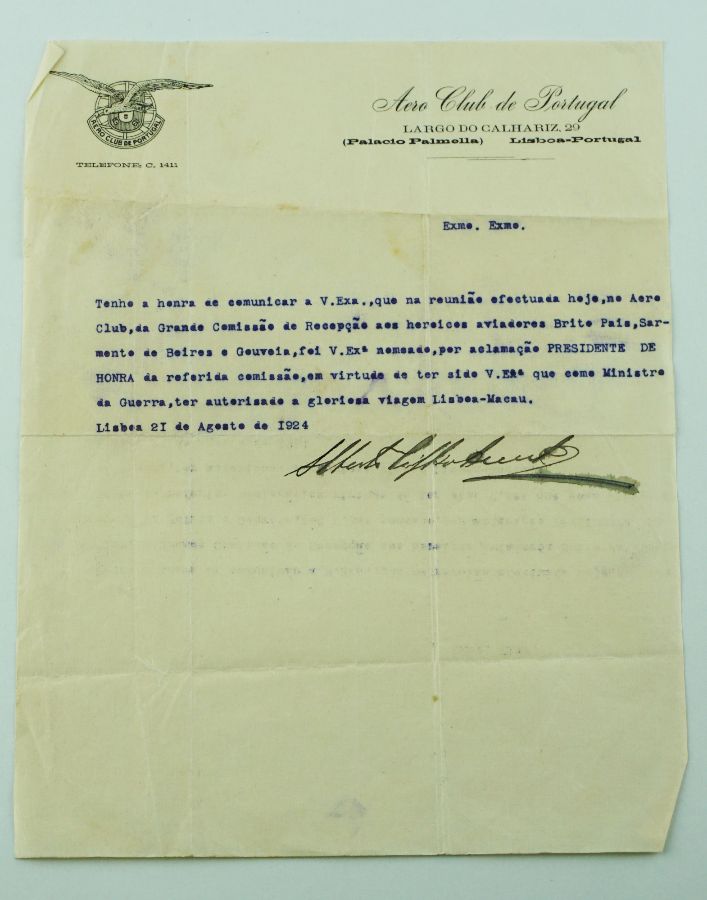 AERO CLUB DE PORTUGAL
TELEFONE: C. 1411
Aero Club de Portugal
LARGO DO CALHARIZ, 29
(Palacio Palmella) Lisboa-Portugal
Exmo. Exmo.
Tenho a honra de comunicar a V.Exa.,que na reunião efectuada hoje,no Aero
Club,da Grande Comissão de Recepção aos heroicos aviadores Brito Pais,Sar-
mento de Beires e Gouveia,foi V.Exª nomeado,por aclamação PRESIDENTE DE
HONRA da referida comissão,em virtude de ter sido V.Exª que como Ministro
da Guerra,ter autorisado a gloriosa viagem Lisboa-Macau.
Lisboa 2I de Agosto de I924